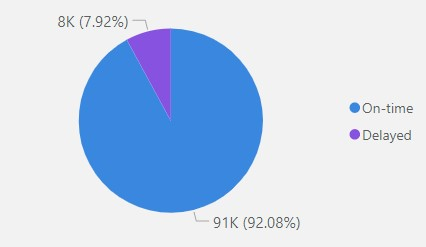 8K (7.92%)
On-time
Delayed
91K (92.08%)